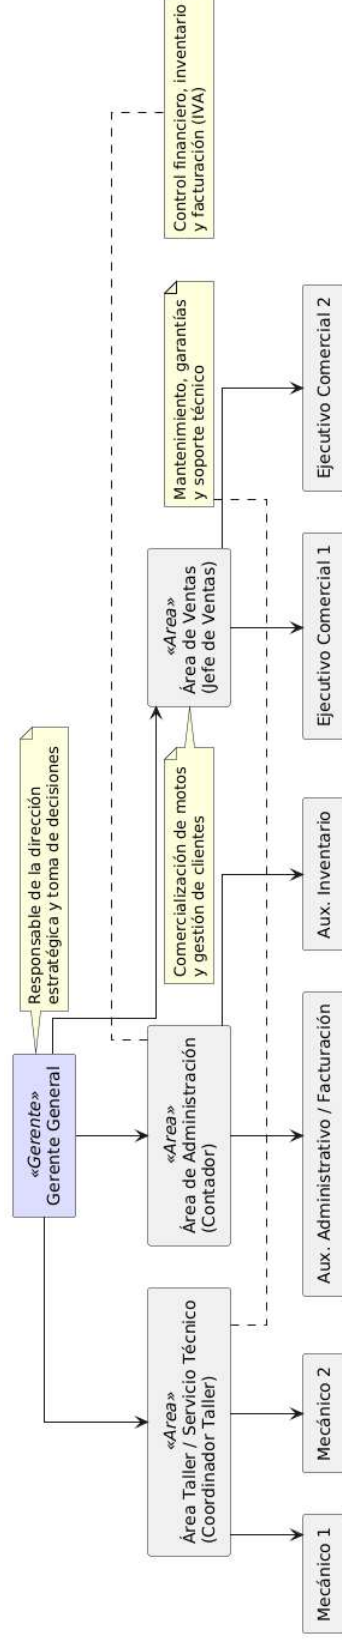 «Gerente»
Gerente General
Responsable de la dirección
estratégica y toma de decisiones
«Area»
Área Taller / Servicio Técnico
(Coordinador Taller)
«Area»
Área de Administración
(Contador)
Comercialización de motos
y gestión de clientes
«Area»
Área de Ventas
(Jefe de Ventas)
Mantenimiento, garantías
y soporte técnico
Control financiero, inventario
y facturación (IVA)
Mecánico 1
Mecánico 2
Aux. Administrativo / Facturación
Aux. Inventario
Ejecutivo Comercial 1
Ejecutivo Comercial 2